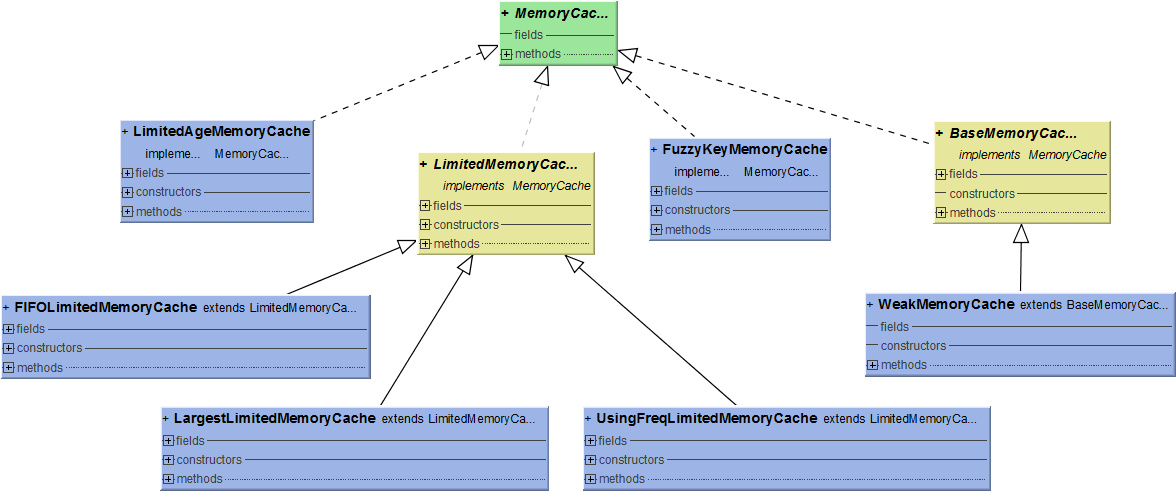 + MemoryCac...
fields
methods
+ LimitedAgeMemoryCache
impleme... MemoryCac...
fields
constructors
methods
+ LimitedMemoryCac...
implements MemoryCache
fields
constructors
methods
+ FuzzyKeyMemoryCache
impleme... MemoryCac...
fields
constructors
methods
+ BaseMemoryCac...
implements MemoryCache
fields
constructors
methods
+ FIFOLimitedMemoryCache extends LimitedMemoryCa...
fields
constructors
methods
+ WeakMemoryCache extends BaseMemoryCac...
fields
constructors
methods
+ LargestLimitedMemoryCache extends LimitedMemoryCa...
fields
constructors
methods
+ UsingFreqLimitedMemoryCache extends LimitedMemoryCa...
fields
constructors
methods